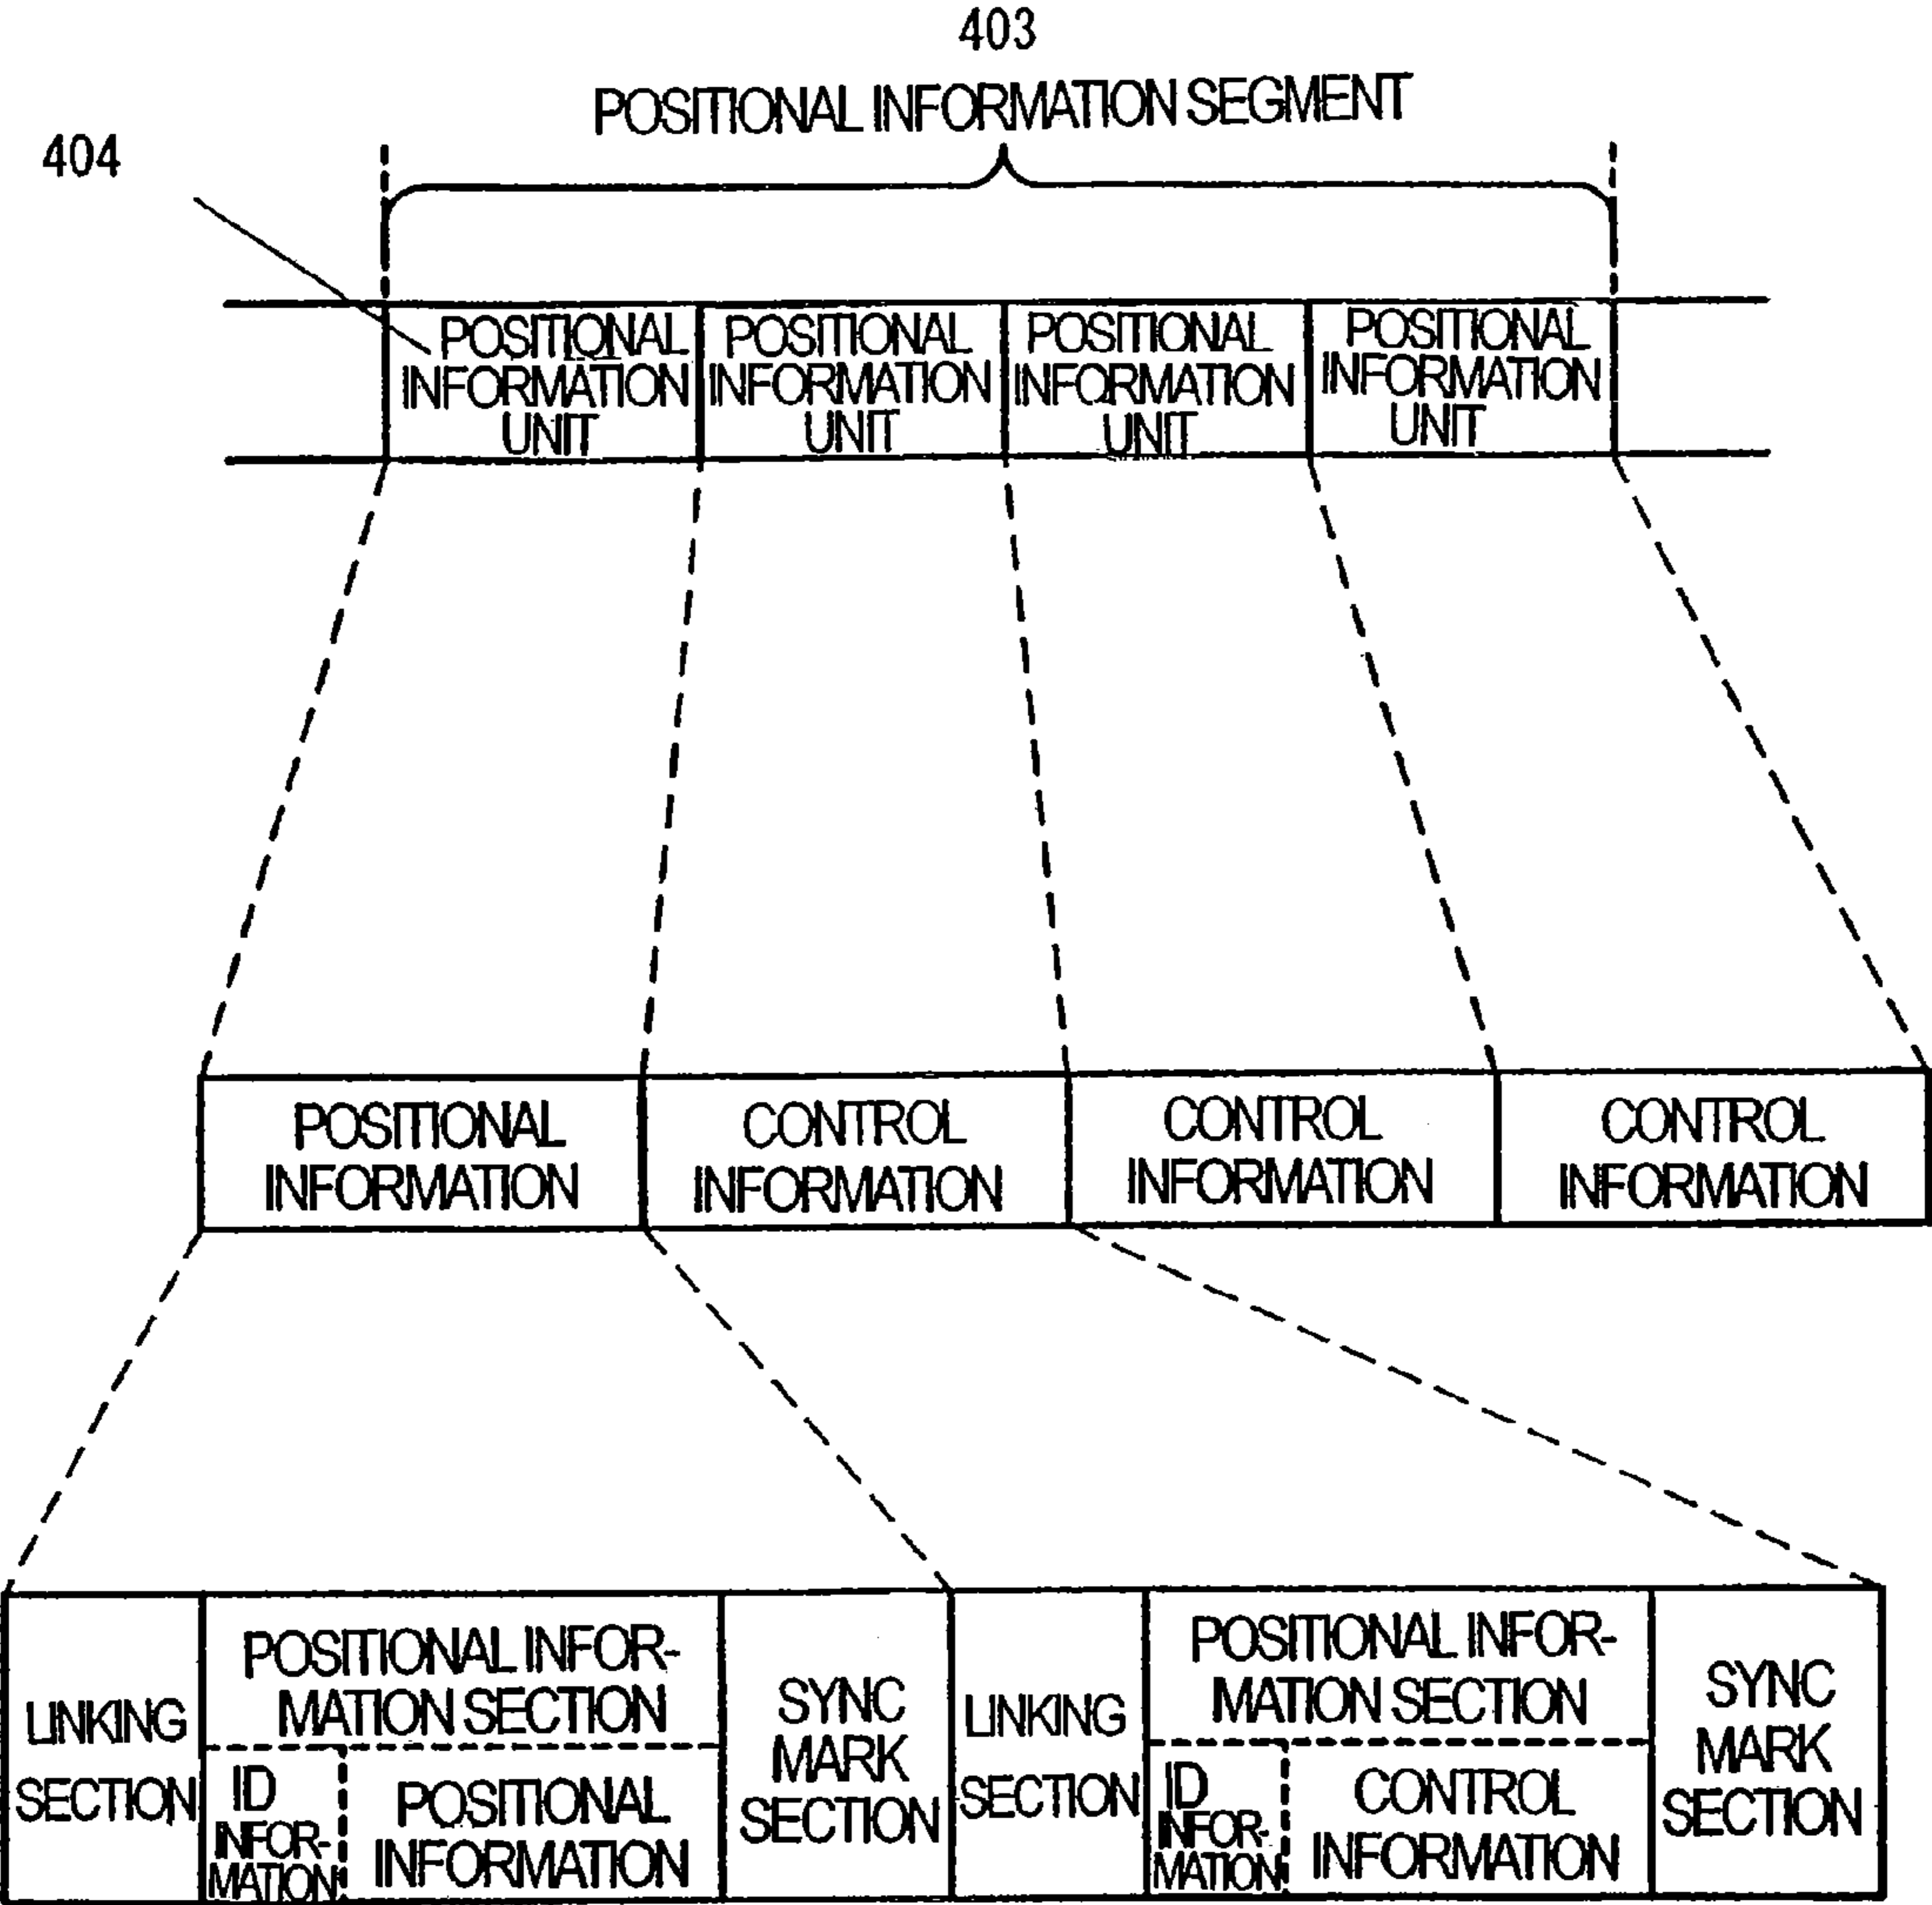 403
POSITIONAL INFORMATION SEGMENT
404
POSITIONAL
INFORMATION
UNIT
POSITIONAL
INFORMATION
UNIT
POSITIONAL
INFORMATION
UNIT
POSITIONAL
INFORMATION
UNIT
POSITIONAL
INFORMATION
CONTROL
INFORMATION
CONTROL
INFORMATION
CONTROL
INFORMATION
LINKING
SECTION
POSITIONAL INFOR-
MATION SECTION
ID
INFOR-
MATION
POSITIONAL
INFORMATION
SYNC
MARK
SECTION
LINKING
SECTION
POSITIONAL INFOR-
MATION SECTION
ID
INFOR-
MATION
CONTROL
INFORMATION
SYNC
MARK
SECTION